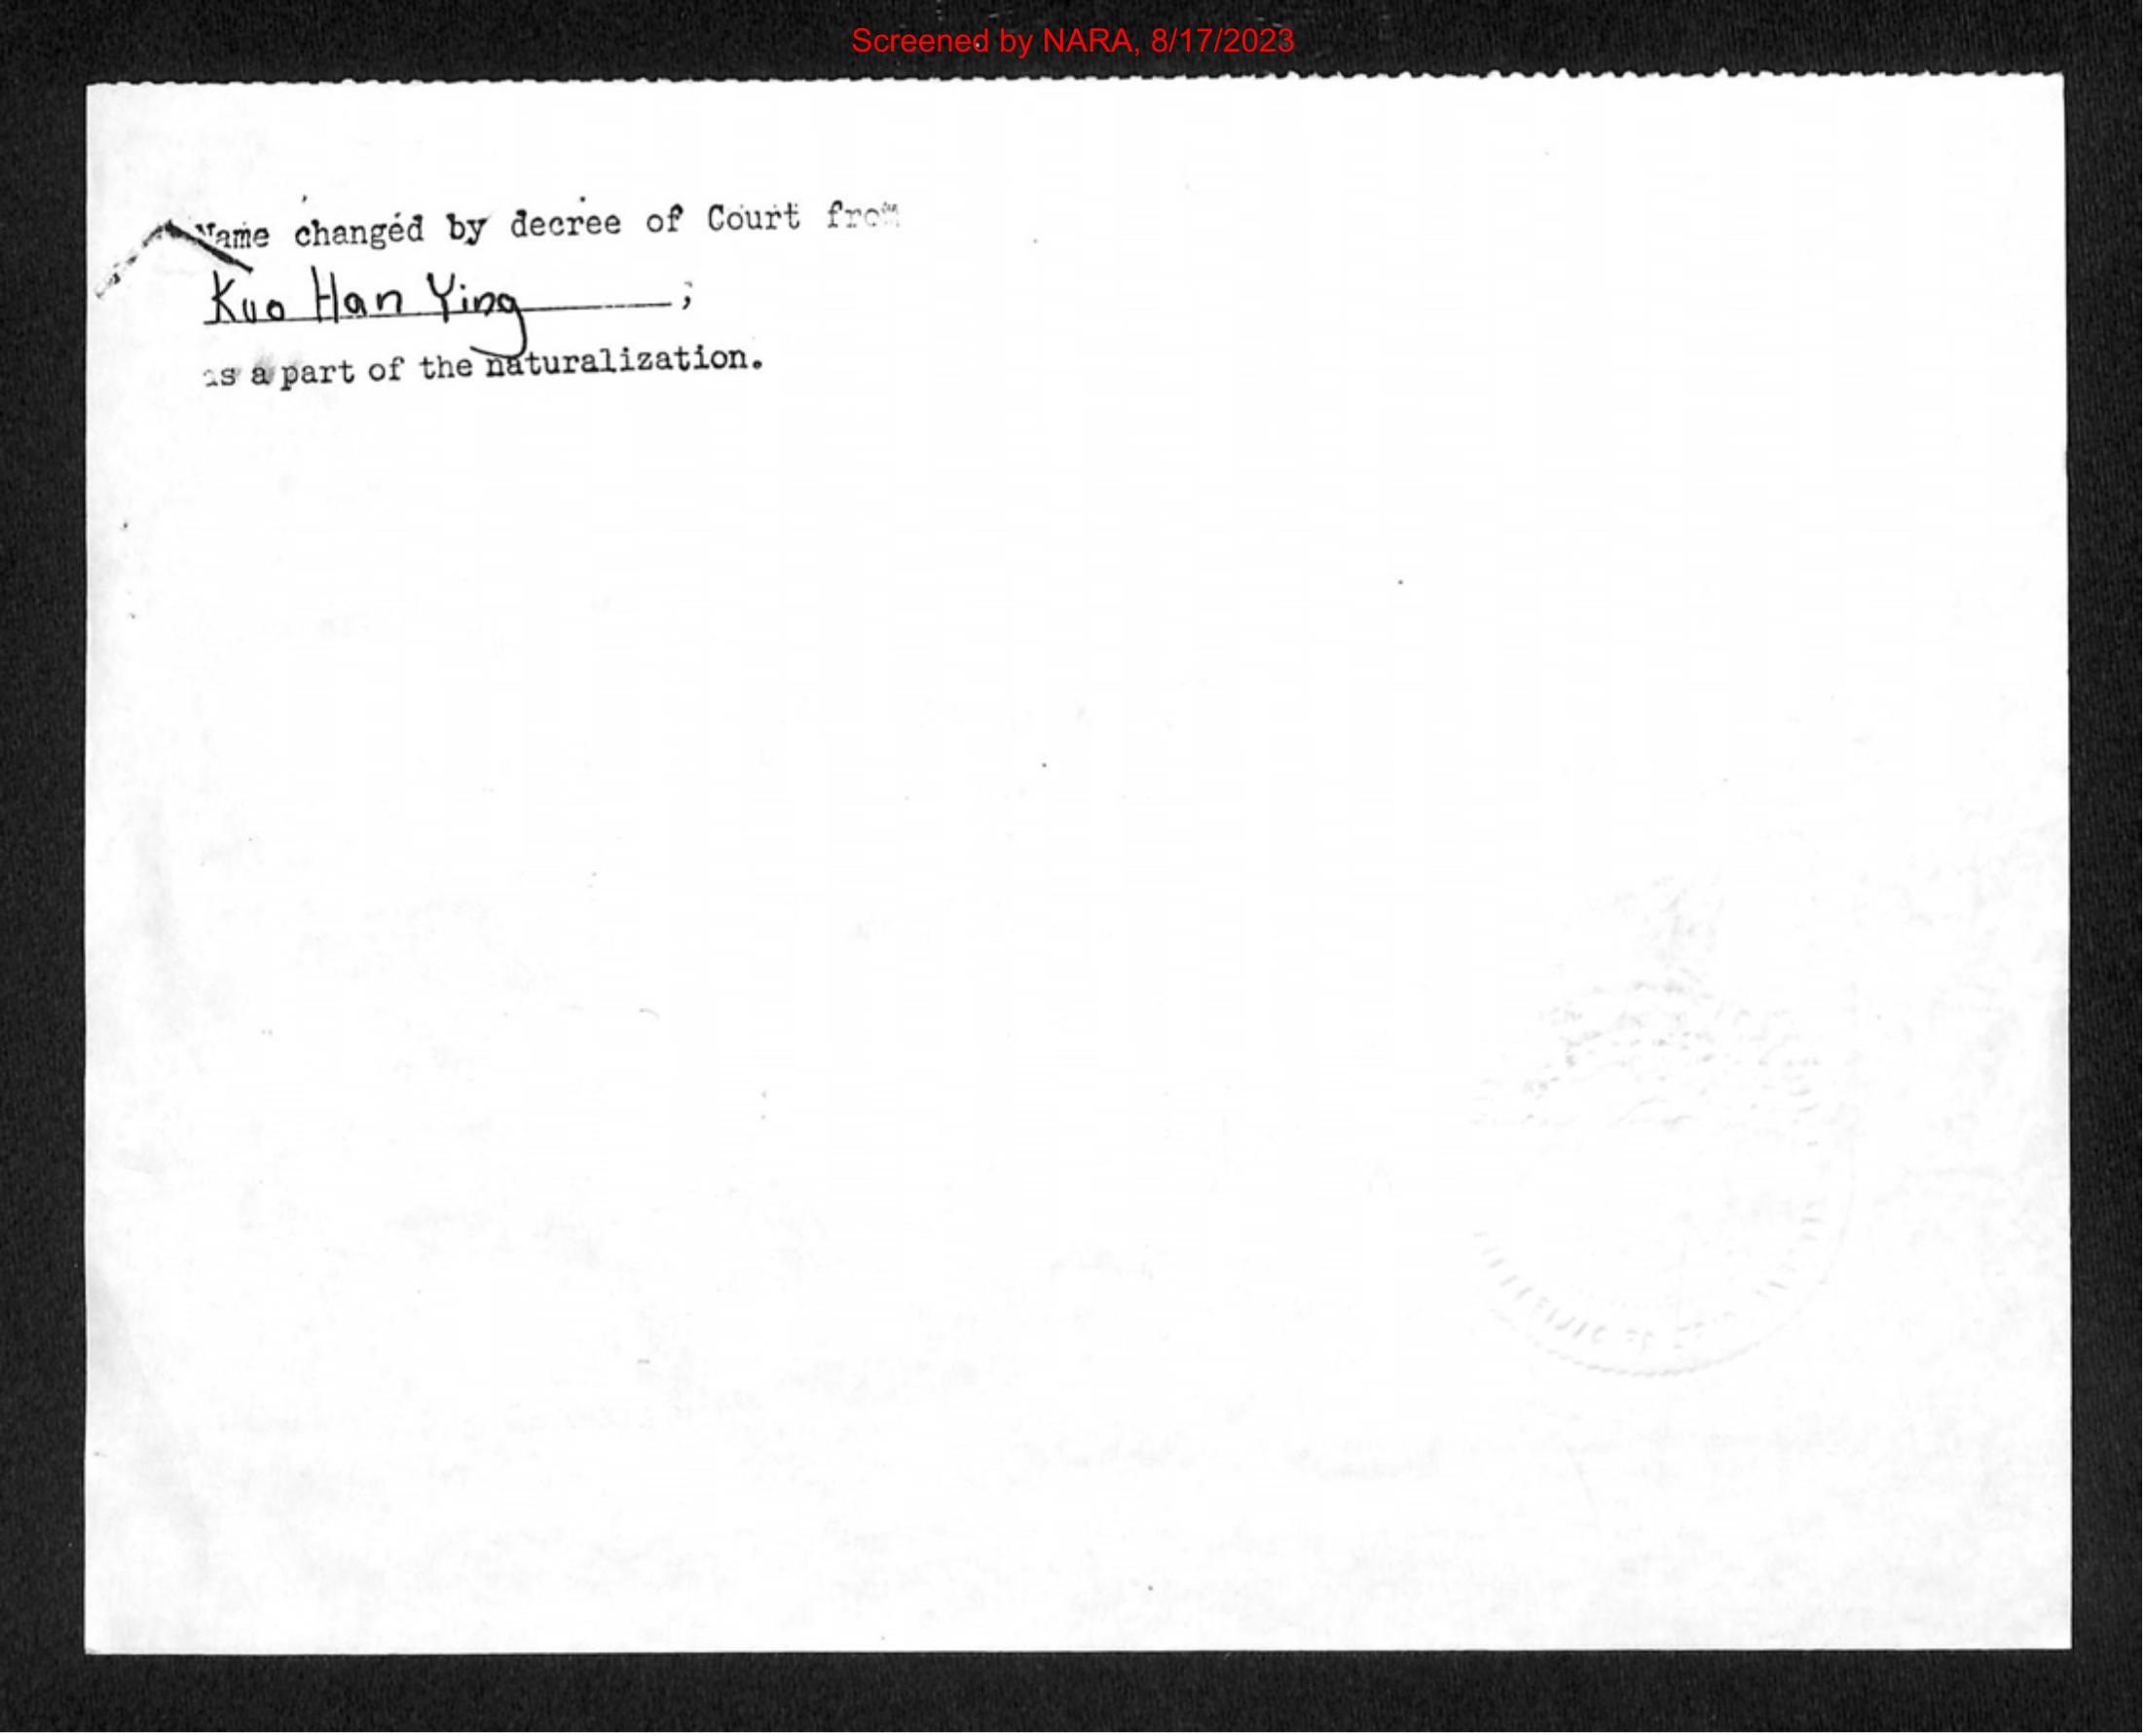 Screened by NARA, 8/17/2023
Name changed by decree of Court from
Kuo Han Ying ;
as a part of the naturalization.